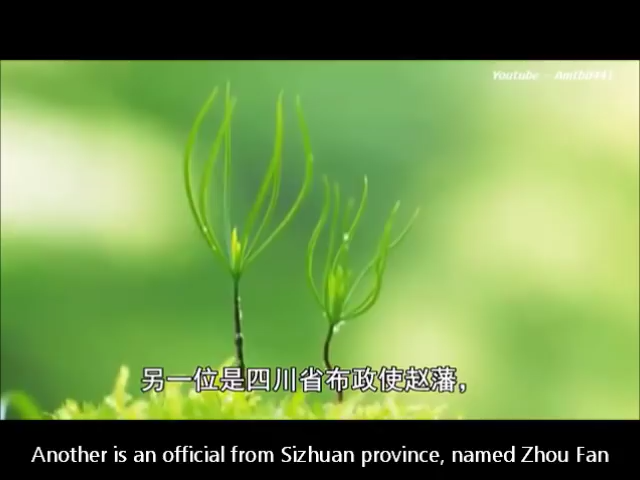 Youtube - Amtb0441
另一位是四川省布政使赵藩，
Another is an official from Sizhuan province, named Zhou Fan